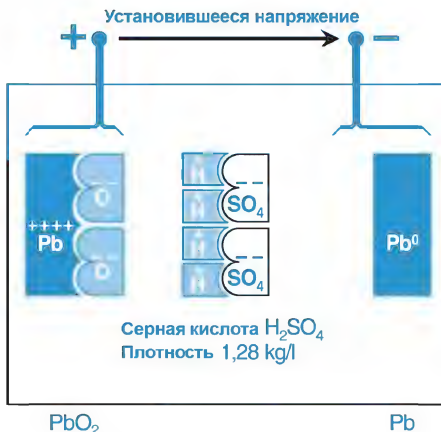 Установившееся напряжение
+ −
++++
Pb
O − −
O − −
H
H
SO₄ − −
H
H
SO₄ − −
Pb⁰
Серная кислота H₂SO₄
Плотность 1,28 kg/l
PbO₂ Pb